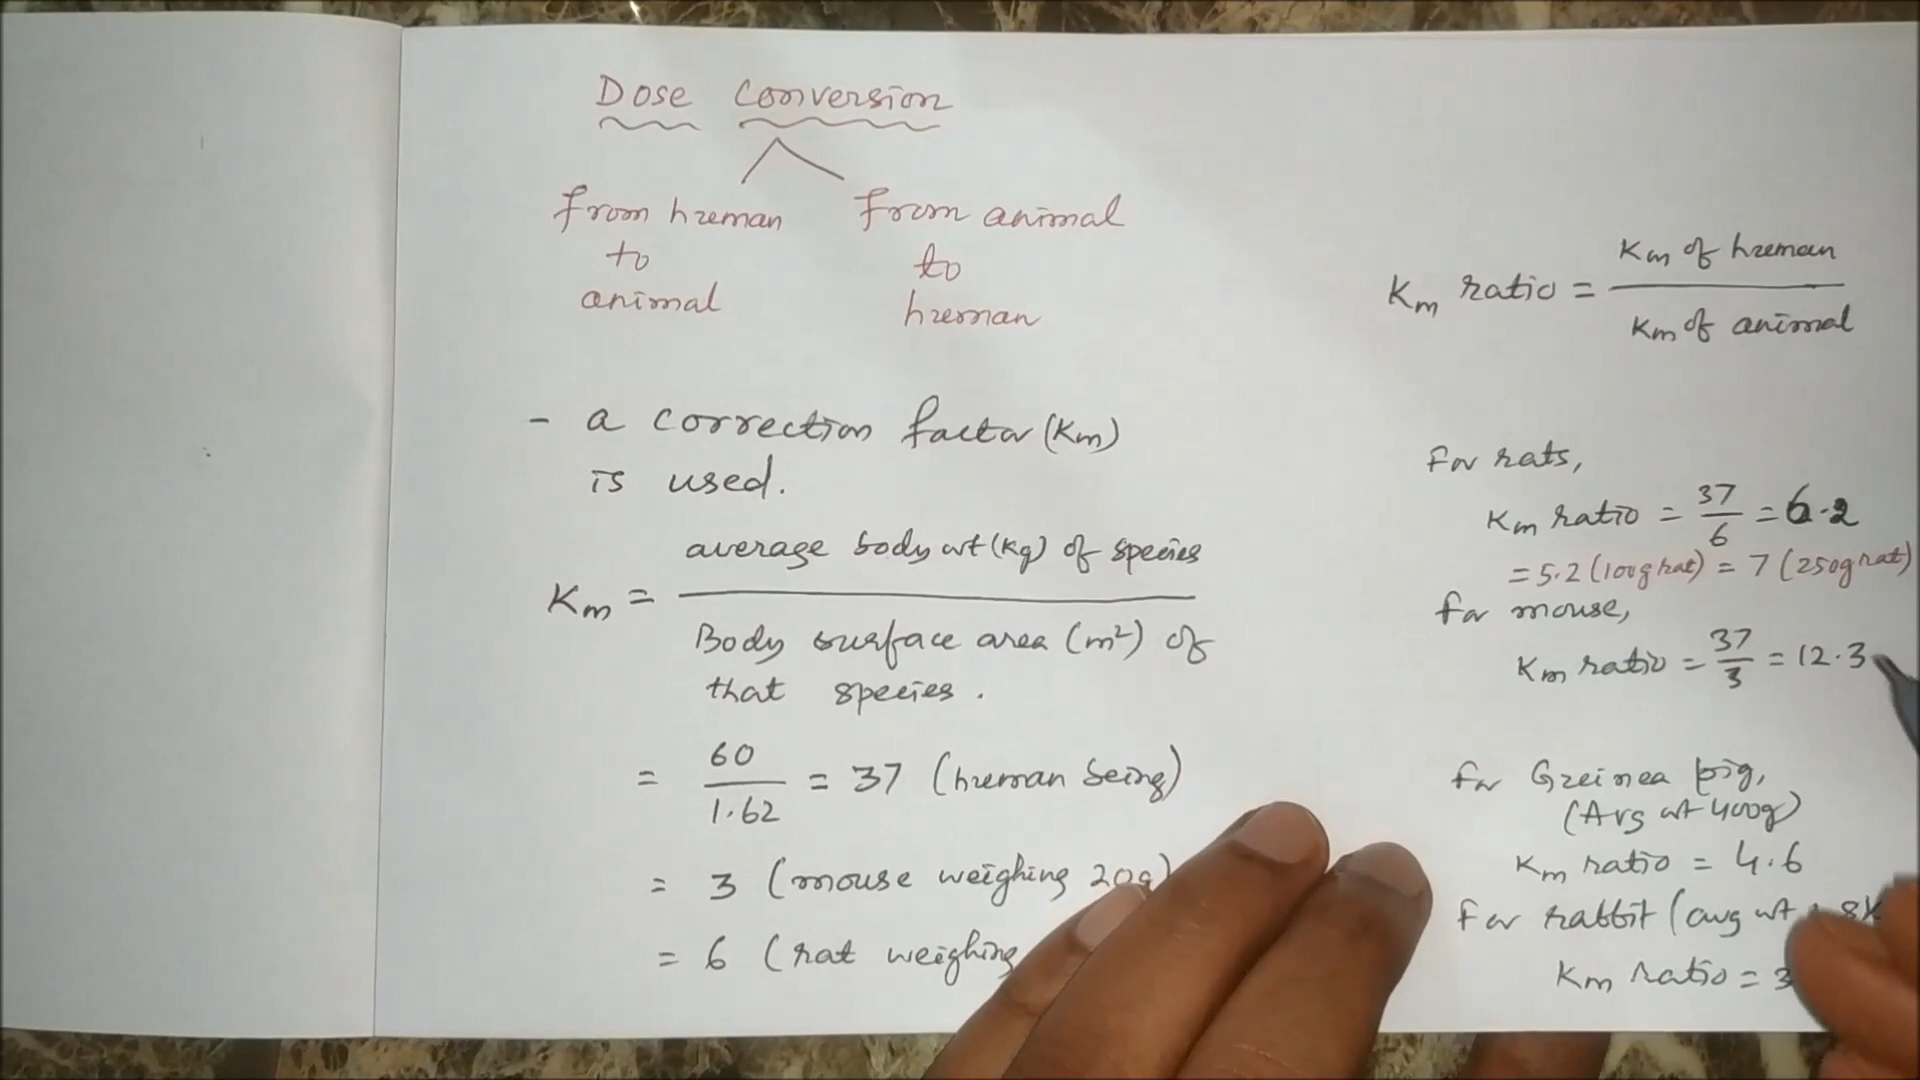 Dose Conversion
from human
to
animal
from animal
to
human
- a correction factor (Km)
is used.
Km = average body wt (Kg) of species
Body surface area (m²) of
that species.
= 60 / 1.62 = 37 (human being)
= 3 (mouse weighing 20g)
= 6 (rat weighing
Km ratio = Km of human
Km of animal
For rats,
Km ratio = 37 / 6 = 6.2
= 5.2 (100g rat) = 7 (250g rat)
for mouse,
Km ratio = 37 / 3 = 12.3
for Guinea pig,
(Avg wt 400g)
Km ratio = 4.6
For rabbit (avg wt
Km ratio = 3